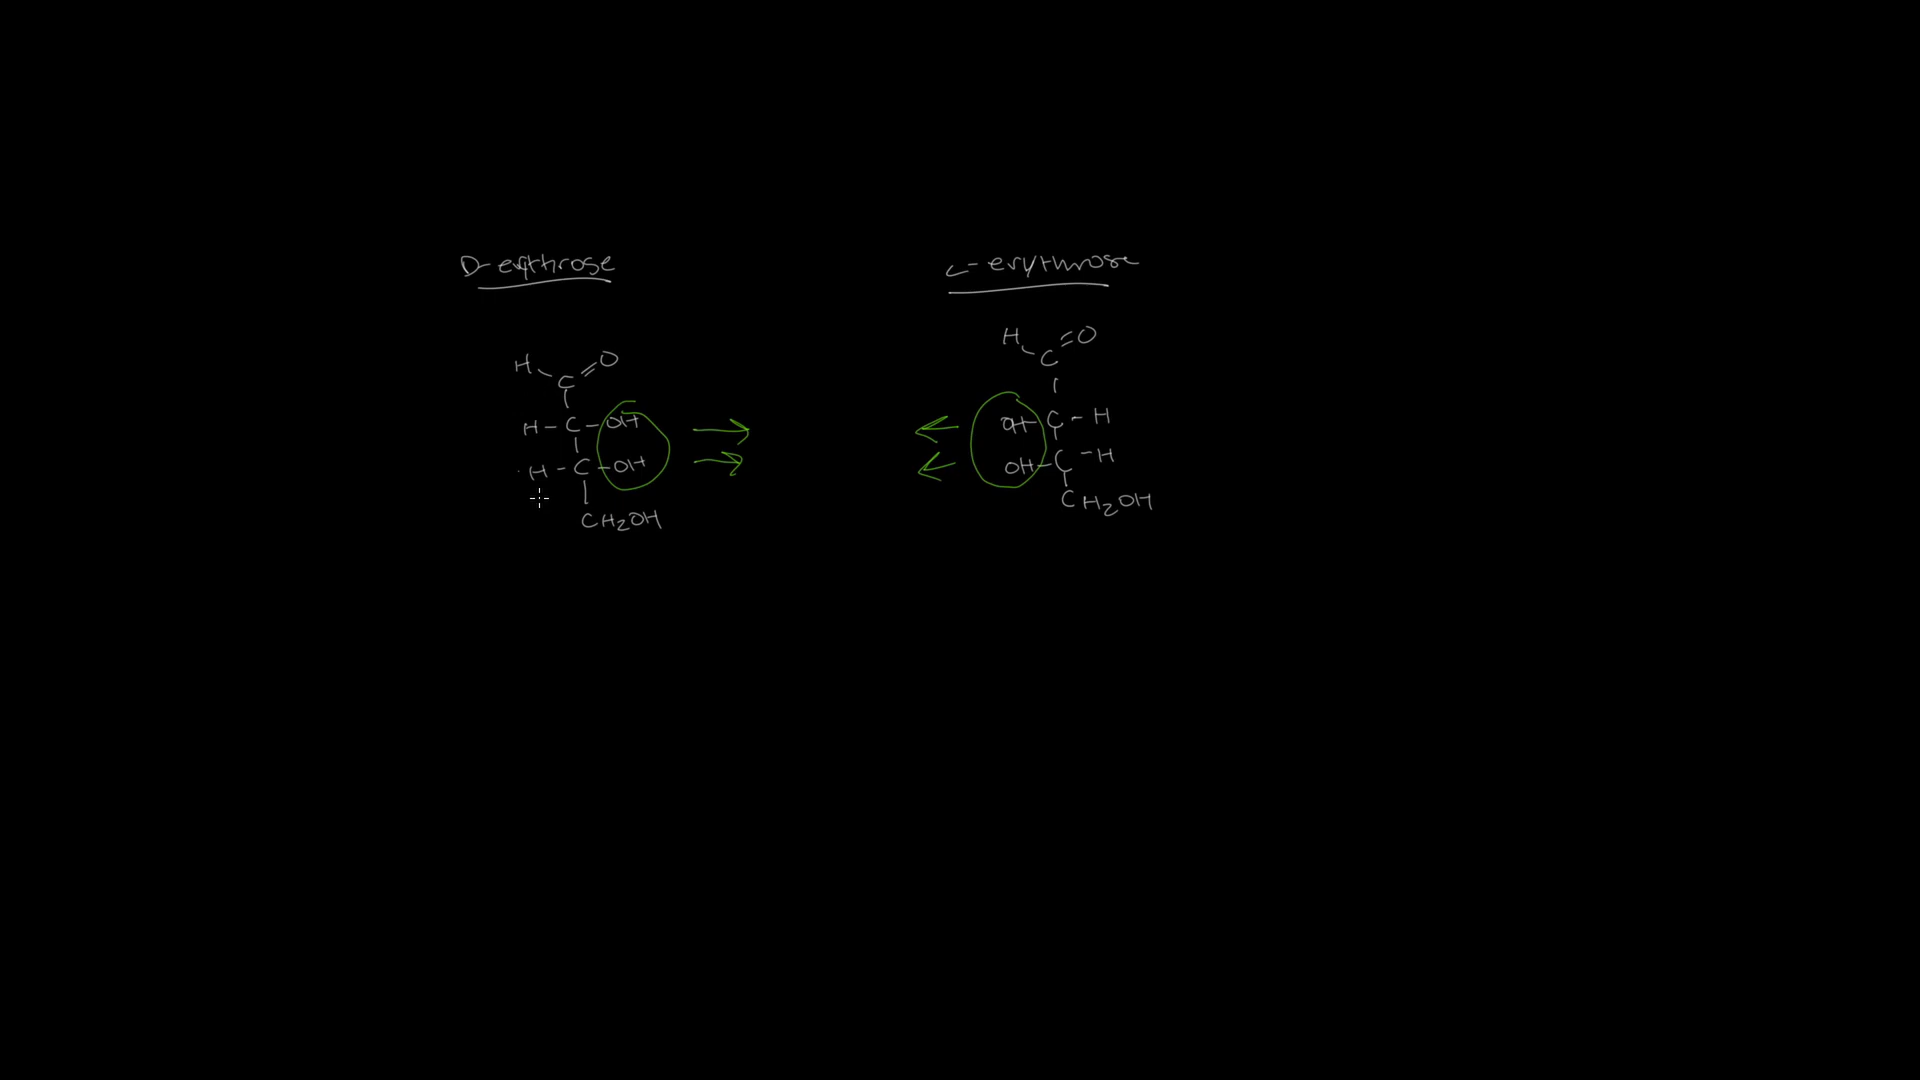 D-erythrose
H C=O
H-C-OH
H-C-OH
CH2OH
L-erythrose
H C=O
OH-C-H
OH-C-H
CH2OH